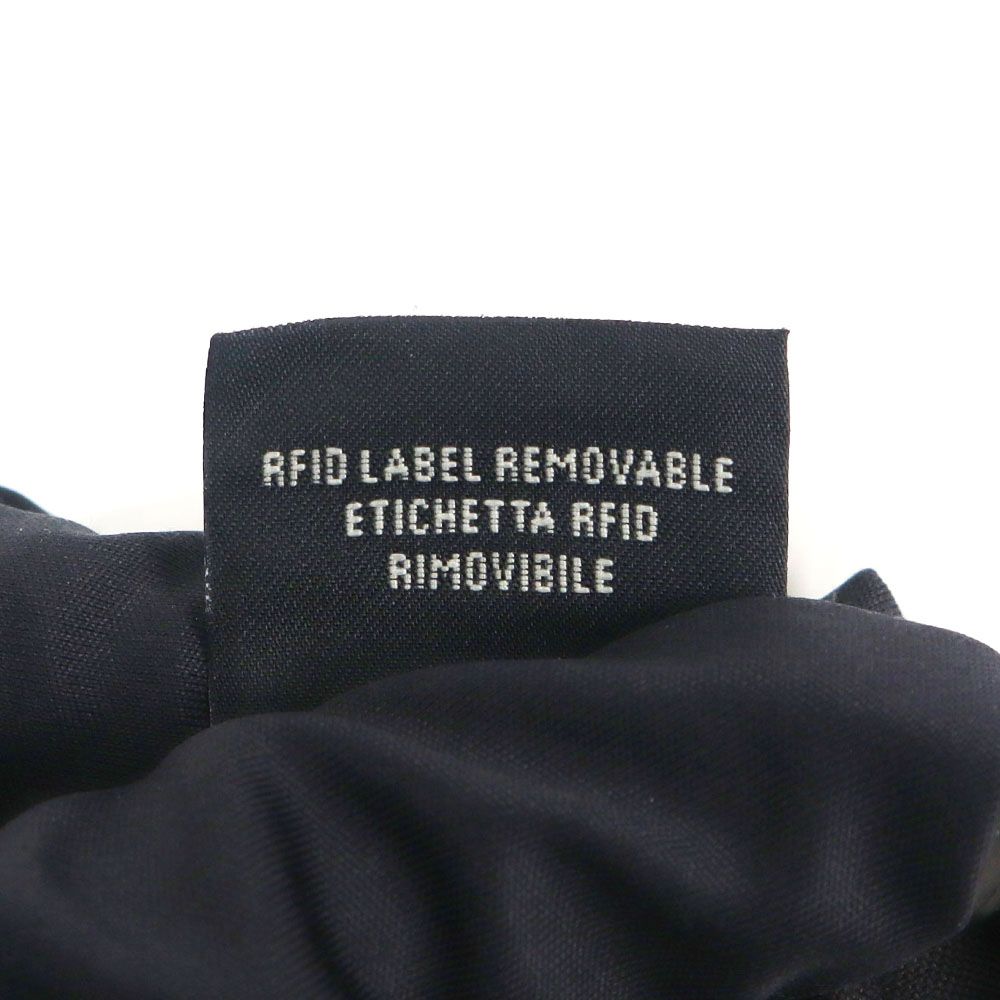 RFID LABEL REMOVABLE
ETICHETTA RFID
RIMOVIBILE